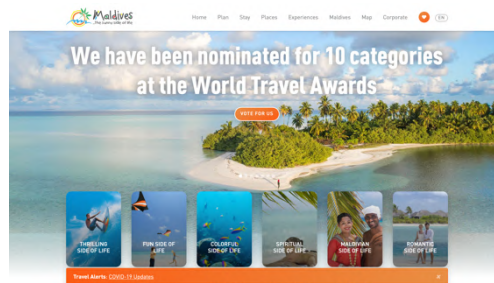 Maldives
...the sunny side of life
Home Plan Stay Places Experiences Maldives Map Corporate EN
We have been nominated for 10 categories
at the World Travel Awards
VOTE FOR US
THRILLING
SIDE OF LIFE
FUN SIDE OF
LIFE
COLORFUL
SIDE OF LIFE
SPIRITUAL
SIDE OF LIFE
MALDIVIAN
SIDE OF LIFE
ROMANTIC
SIDE OF LIFE
Travel Alerts: COVID-19 Updates